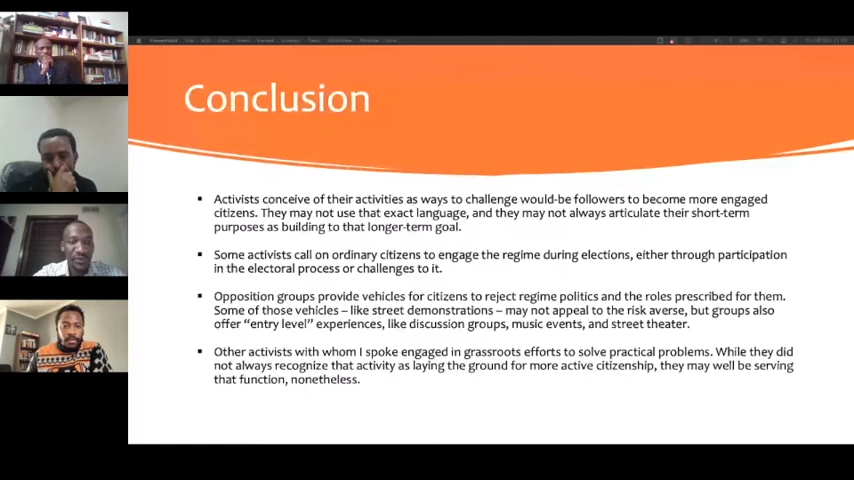 Conclusion
Activists conceive of their activities as ways to challenge would-be followers to become more engaged
citizens. They may not use that exact language, and they may not always articulate their short-term
purposes as building to that longer-term goal.
Some activists call on ordinary citizens to engage the regime during elections, either through participation
in the electoral process or challenges to it.
Opposition groups provide vehicles for citizens to reject regime politics and the roles prescribed for them.
Some of those vehicles – like street demonstrations – may not appeal to the risk averse, but groups also
offer “entry level” experiences, like discussion groups, music events, and street theater.
Other activists with whom I spoke engaged in grassroots efforts to solve practical problems. While they did
not always recognize that activity as laying the ground for more active citizenship, they may well be serving
that function, nonetheless.